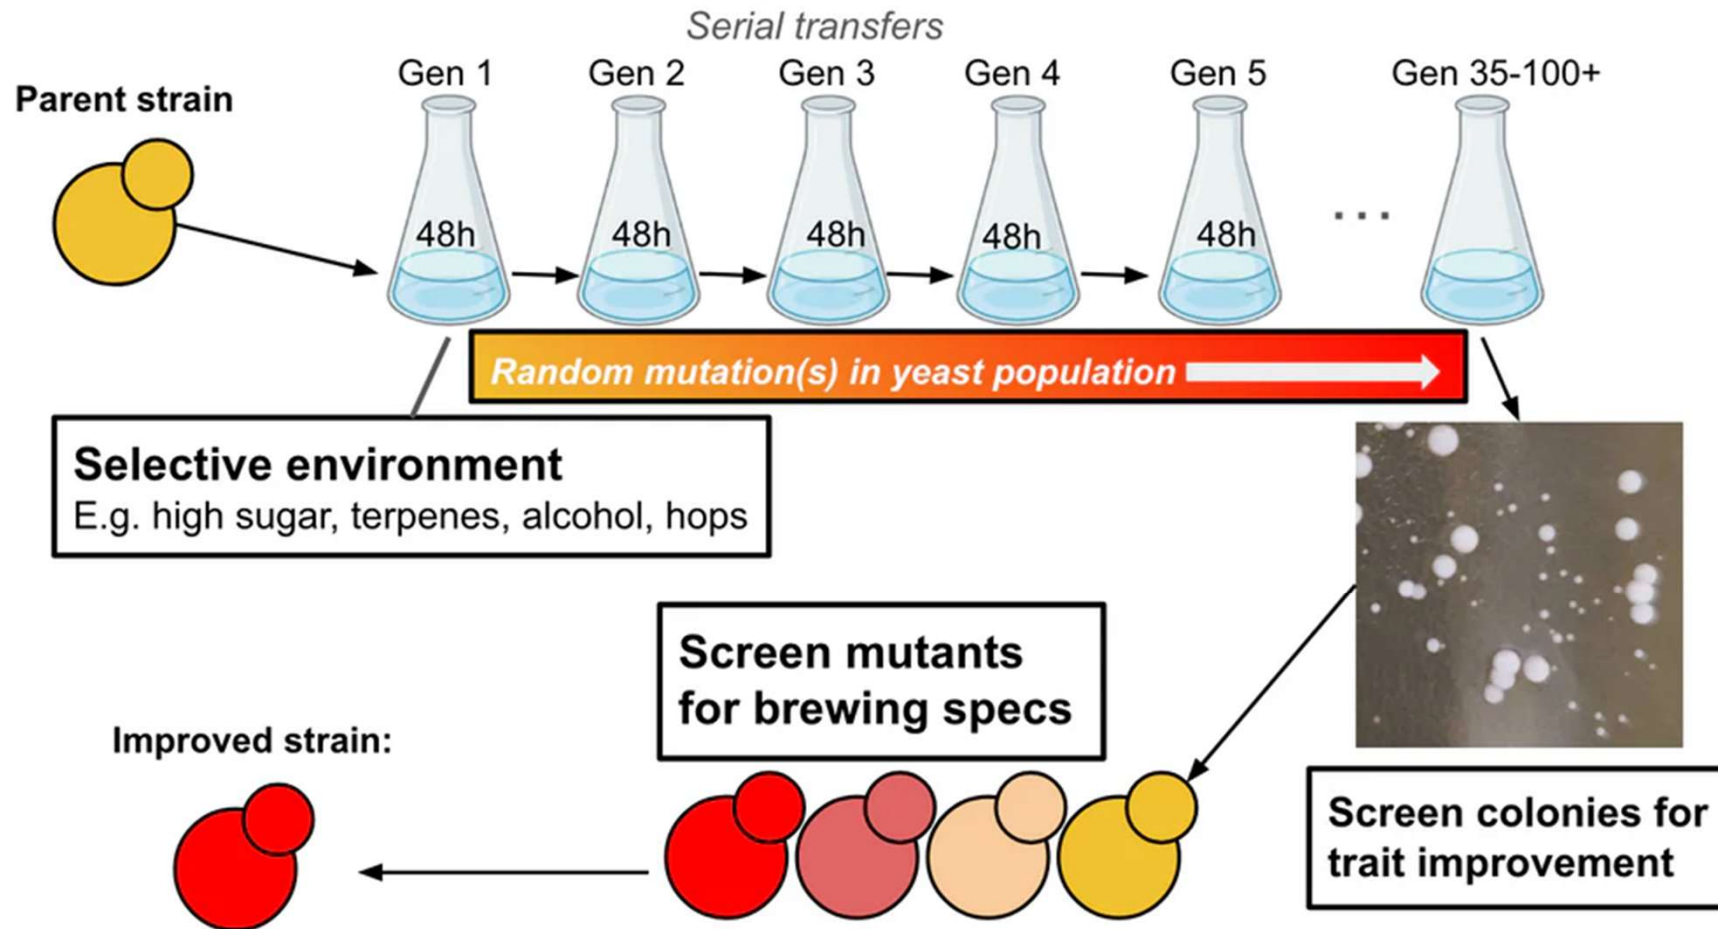 Serial transfers
Parent strain
Gen 1
Gen 2
Gen 3
Gen 4
Gen 5
Gen 35-100+
48h
48h
48h
48h
48h
...
Random mutation(s) in yeast population
Selective environment
E.g. high sugar, terpenes, alcohol, hops
Screen colonies for
trait improvement
Screen mutants
for brewing specs
Improved strain: